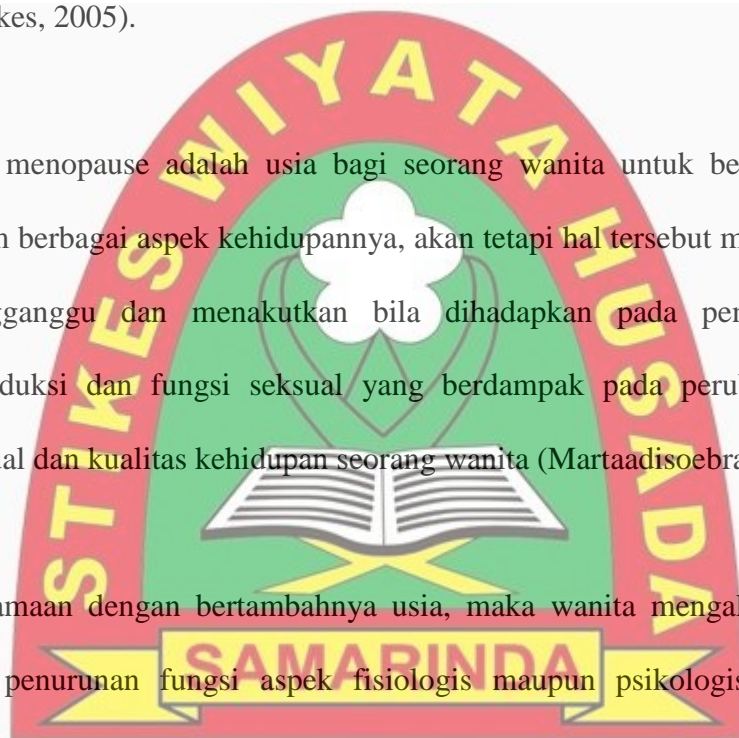 kes, 2005).
menopause adalah usia bagi seorang wanita untuk be
n berbagai aspek kehidupannya, akan tetapi hal tersebut m
gganggu dan menakutkan bila dihadapkan pada per
duksi dan fungsi seksual yang berdampak pada peru
al dan kualitas kehidupan seorang wanita (Martaadisoebra
amaan dengan bertambahnya usia, maka wanita mengal
penurunan fungsi aspek fisiologis maupun psikologis
STIKES WIYATA HUSADA
SAMARINDA